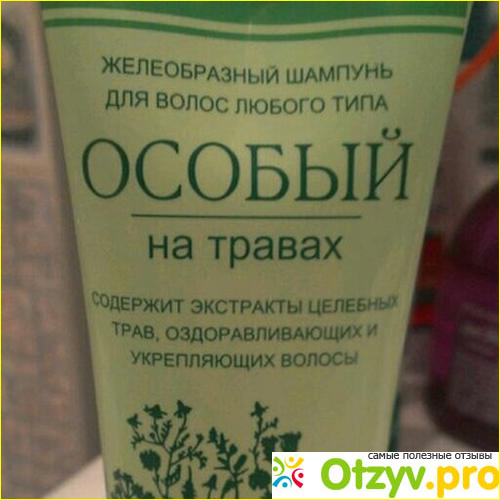 ЖЕЛЕОБРАЗНЫЙ ШАМПУНЬ
ДЛЯ ВОЛОС ЛЮБОГО ТИПА
ОСОБЫЙ
на травах
СОДЕРЖИТ ЭКСТРАКТЫ ЦЕЛЕБНЫХ
ТРАВ, ОЗДОРАВЛИВАЮЩИХ И
УКРЕПЛЯЮЩИХ ВОЛОСЫ
самые полезные отзывы
Otzyv.pro